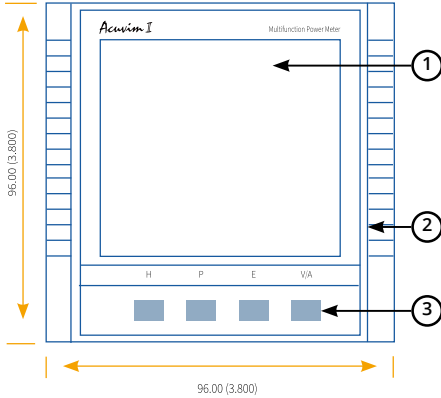 Acuvim II Multifunction Power Meter
1
96.00 (3.800)
2
H P E V/A
3
96.00 (3.800)